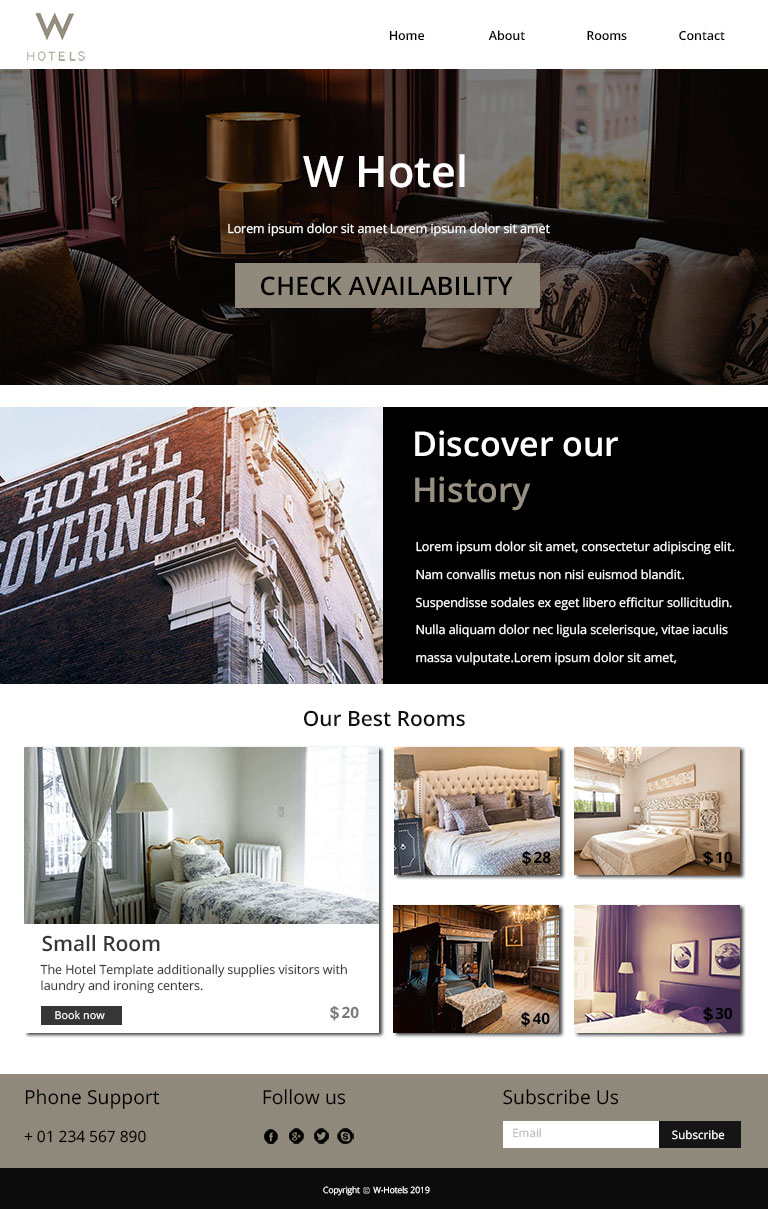 W
HOTELS
Home
About
Rooms
Contact
W Hotel
Lorem ipsum dolor sit amet Lorem ipsum dolor sit amet
CHECK AVAILABILITY
HOTEL
GOVERNOR
Discover our
History
Lorem ipsum dolor sit amet, consectetur adipiscing elit.
Nam convallis metus non nisi euismod blandit.
Suspendisse sodales ex eget libero efficitur sollicitudin.
Nulla aliquam dolor nec ligula scelerisque, vitae iaculis
massa vulputate.Lorem ipsum dolor sit amet,
Our Best Rooms
Small Room
The Hotel Template additionally supplies visitors with
laundry and ironing centers.
Book now
$20
$28
$10
$40
$30
Phone Support
+ 01 234 567 890
Follow us
Subscribe Us
Email
Subscribe
Copyright © W-Hotels 2019